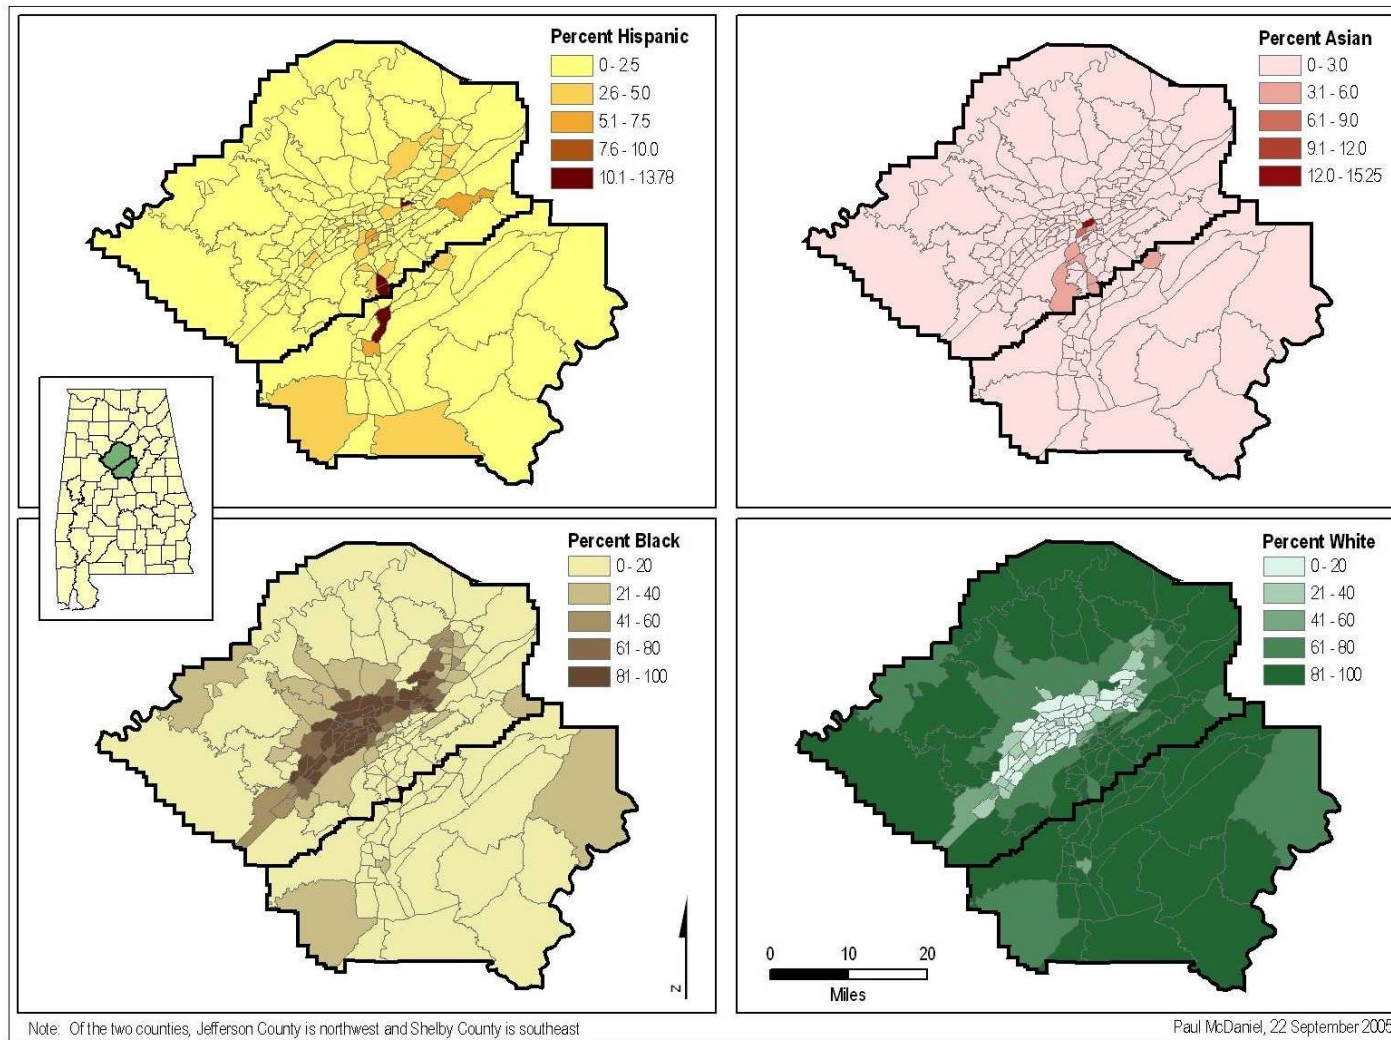 Percent Hispanic
0 - 2.5
2.6 - 5.0
5.1 - 7.5
7.6 - 10.0
10.1 - 13.78
Percent Asian
0 - 3.0
3.1 - 6.0
6.1 - 9.0
9.1 - 12.0
12.0 - 15.25
Percent Black
0 - 20
21 - 40
41 - 60
61 - 80
81 - 100
N
Percent White
0 - 20
21 - 40
41 - 60
61 - 80
81 - 100
0 10 20
Miles
Note: Of the two counties, Jefferson County is northwest and Shelby County is southeast
Paul McDaniel, 22 September 2005